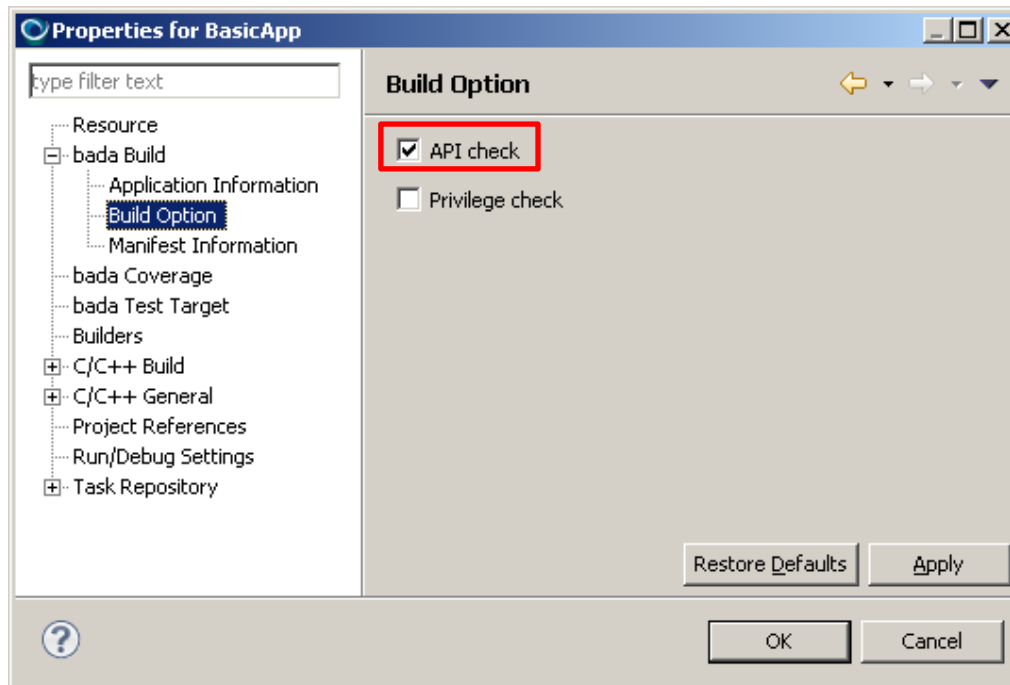 Properties for BasicApp
type filter text
Resource
bada Build
Application Information
Build Option
Manifest Information
bada Coverage
bada Test Target
Builders
C/C++ Build
C/C++ General
Project References
Run/Debug Settings
Task Repository
Build Option
API check
Privilege check
Restore Defaults
Apply
OK
Cancel